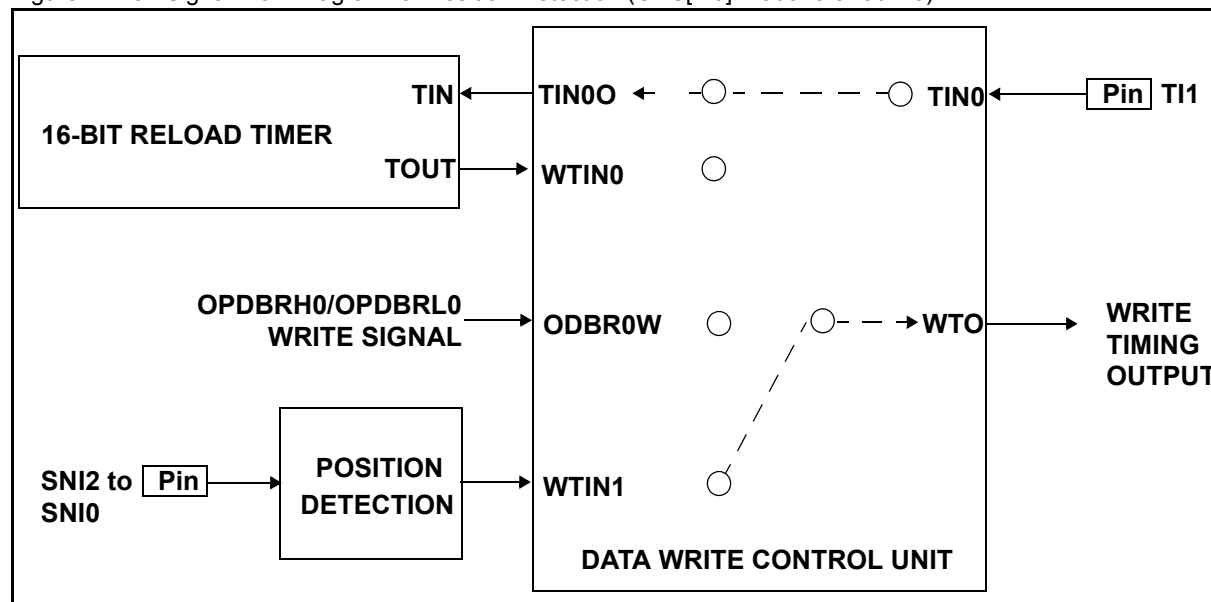 TIN TIN0O TIN0 Pin TI1
16-BIT RELOAD TIMER
TOUT WTIN0
OPDBRH0/OPDBRL0
WRITE SIGNAL
ODBR0W WTO
WRITE
TIMING
OUTPUT
SNI2 to Pin
SNI0
POSITION
DETECTION
WTIN1
DATA WRITE CONTROL UNIT